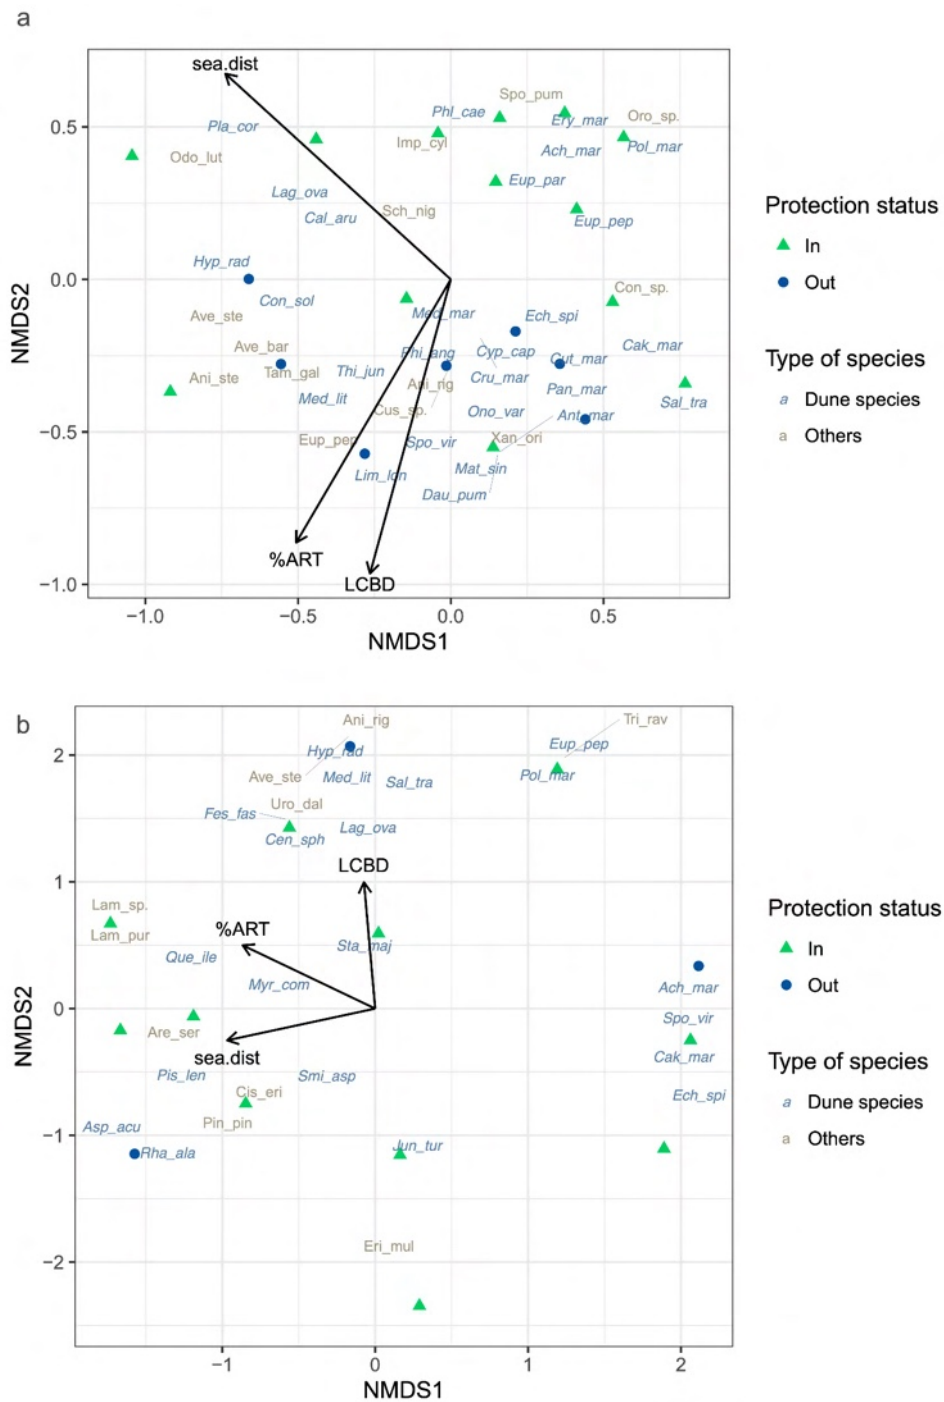 a
sea.dist
Spo_pum
Phl_cae
Ery_mar
Oro_sp.
Pla_cor
Imp_cyl
Ach_mar
Pol_mar
Odo_lut
Lag_ova
Eup_par
Cal_aru
Sch_nig
Eup_pep
Hyp_rad
Con_sol
Con_sp.
Ave_ste
Med_mar
Ech_spi
Ave_bar
Phi_ang
Cyp_cap
Cut_mar
Cak_mar
Ani_ste
Tam_gal
Thi_jun
Ani_rig
Cru_mar
Pan_mar
Med_lit
Cus_sp.
Ono_var
Ant_mar
Sal_tra
Eup_pep
Spo_vir
Xan_ori
Lim_lon
Mat_sin
Dau_pum
%ART
LCBD
0.5
0.0
−0.5
−1.0
NMDS2
−1.0 −0.5 0.0 0.5
NMDS1
Protection status
In
Out
Type of species
a Dune species
a Others
b
Ani_rig
Tri_rav
Hyp_rad
Eup_pep
Ave_ste
Med_lit
Sal_tra
Pol_mar
Uro_dal
Fes_fas
Cen_sph
Lag_ova
LCBD
Lam_sp.
Lam_pur
%ART
Sta_maj
Que_ile
Myr_com
Ach_mar
Spo_vir
Are_ser
sea.dist
Cak_mar
Pis_len
Smi_asp
Cis_eri
Ech_spi
Pin_pin
Asp_acu
Rha_ala
Jun_tur
Eri_mul
2
1
0
−1
−2
NMDS2
−1 0 1 2
NMDS1
Protection status
In
Out
Type of species
a Dune species
a Others